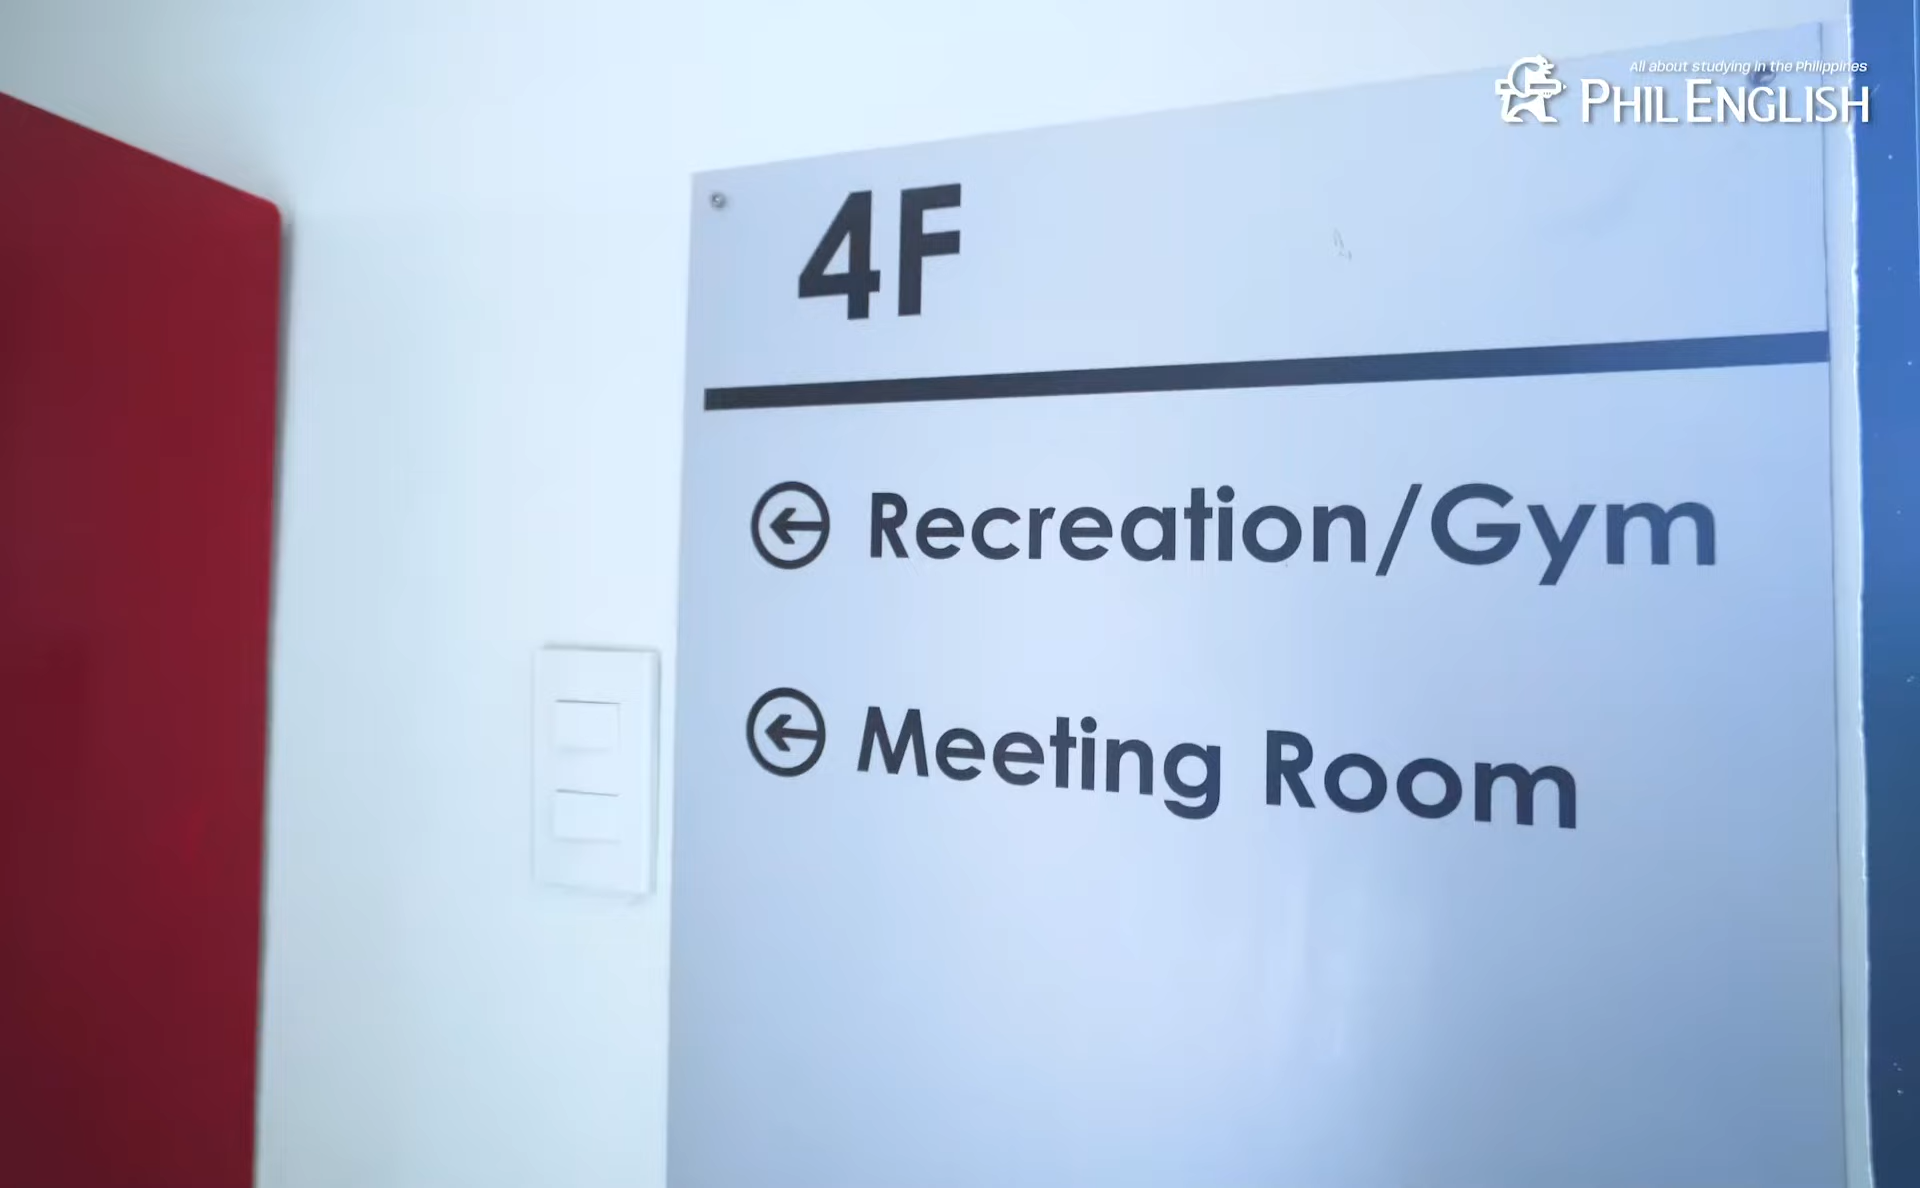 All about studying in the Philippines
PHIL ENGLISH
4F
Recreation/Gym
Meeting Room